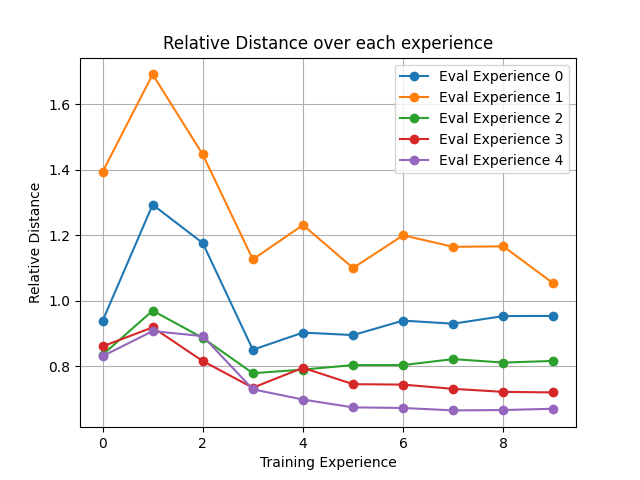 Relative Distance over each experience
Eval Experience 0
Eval Experience 1
Eval Experience 2
Eval Experience 3
Eval Experience 4
Relative Distance
1.6
1.4
1.2
1.0
0.8
0 2 4 6 8
Training Experience